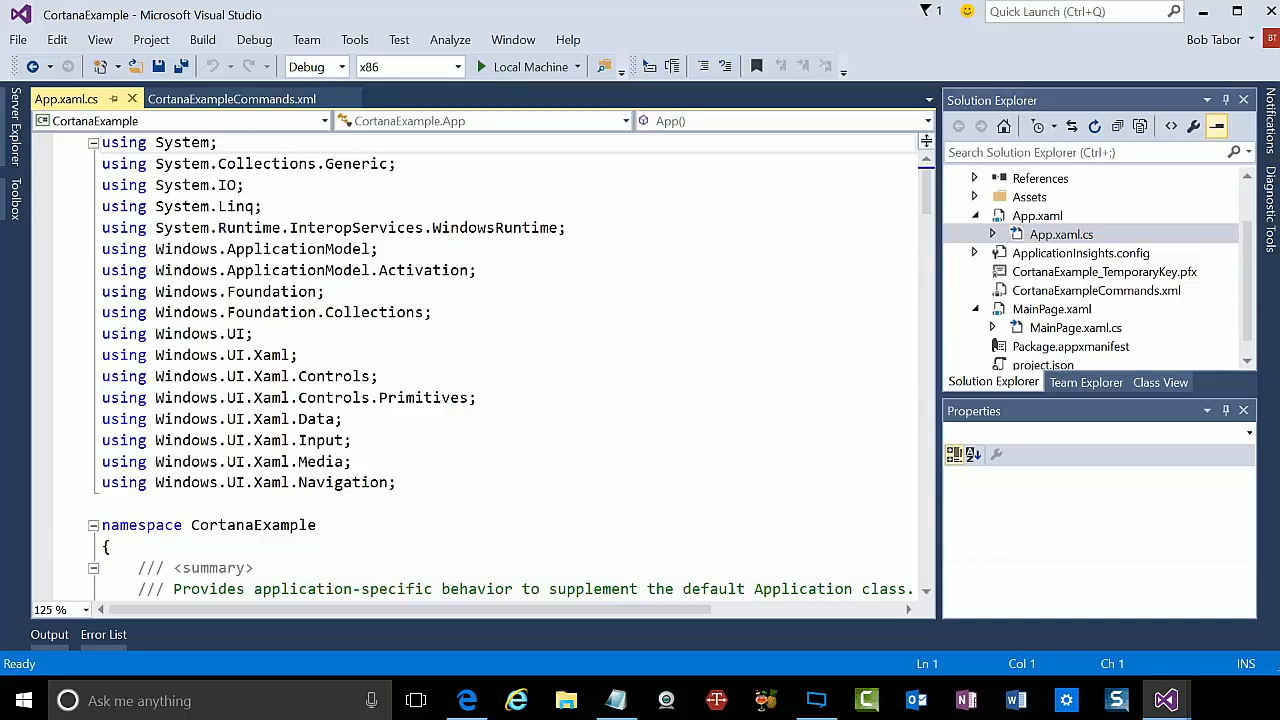 CortanaExample - Microsoft Visual Studio
1
Quick Launch (Ctrl+Q)
File Edit View Project Build Debug Team Tools Test Analyze Window Help
Bob Tabor
BT
Debug x86 Local Machine
Server Explorer
Toolbox
App.xaml.cs CortanaExampleCommands.xml
CortanaExample CortanaExample.App App()
using System;
using System.Collections.Generic;
using System.IO;
using System.Linq;
using System.Runtime.InteropServices.WindowsRuntime;
using Windows.ApplicationModel;
using Windows.ApplicationModel.Activation;
using Windows.Foundation;
using Windows.Foundation.Collections;
using Windows.UI;
using Windows.UI.Xaml;
using Windows.UI.Xaml.Controls;
using Windows.UI.Xaml.Controls.Primitives;
using Windows.UI.Xaml.Data;
using Windows.UI.Xaml.Input;
using Windows.UI.Xaml.Media;
using Windows.UI.Xaml.Navigation;
namespace CortanaExample
{
/// <summary>
/// Provides application-specific behavior to supplement the default Application class.
125 %
Solution Explorer
Search Solution Explorer (Ctrl+;)
References
Assets
App.xaml
App.xaml.cs
ApplicationInsights.config
CortanaExample_TemporaryKey.pfx
CortanaExampleCommands.xml
MainPage.xaml
MainPage.xaml.cs
Package.appxmanifest
project.json
Solution Explorer Team Explorer Class View
Properties
Notifications
Diagnostic Tools
Output Error List
Ready Ln 1 Col 1 Ch 1 INS
Ask me anything